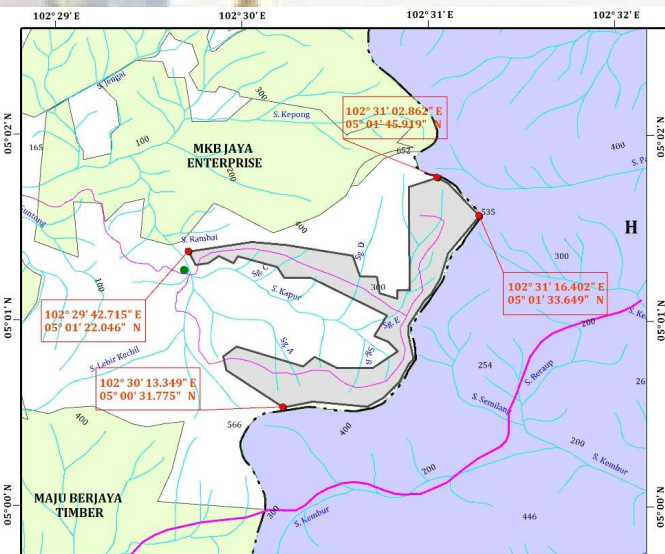 102° 29' E
102° 30' E
102° 31' E
102° 32' E
05° 02' N
05° 02' N
S. Jengai
300
S. Kepong
102° 31' 02.862" E
05° 01' 45.919" N
165
100
MKB JAYA
ENTERPRISE
200
652
400
400
S. Rambai
535
H
Sg. D
Sg. C
300
S. Kapur
300
100
05° 01' N
05° 01' N
102° 29' 42.715" E
05° 01' 22.046" N
102° 31' 16.402" E
05° 01' 33.649" N
Sg. E
200
Sg. A
Sg. B
S. Lebir Kechil
254
S. Beraup
26
102° 30' 13.349" E
05° 00' 31.775" N
S. Semilang
400
566
400
200
200
S. Kembur
MAJU BERJAYA
TIMBER
300
S. Kembur
446
05° 00' N
05° 00' N